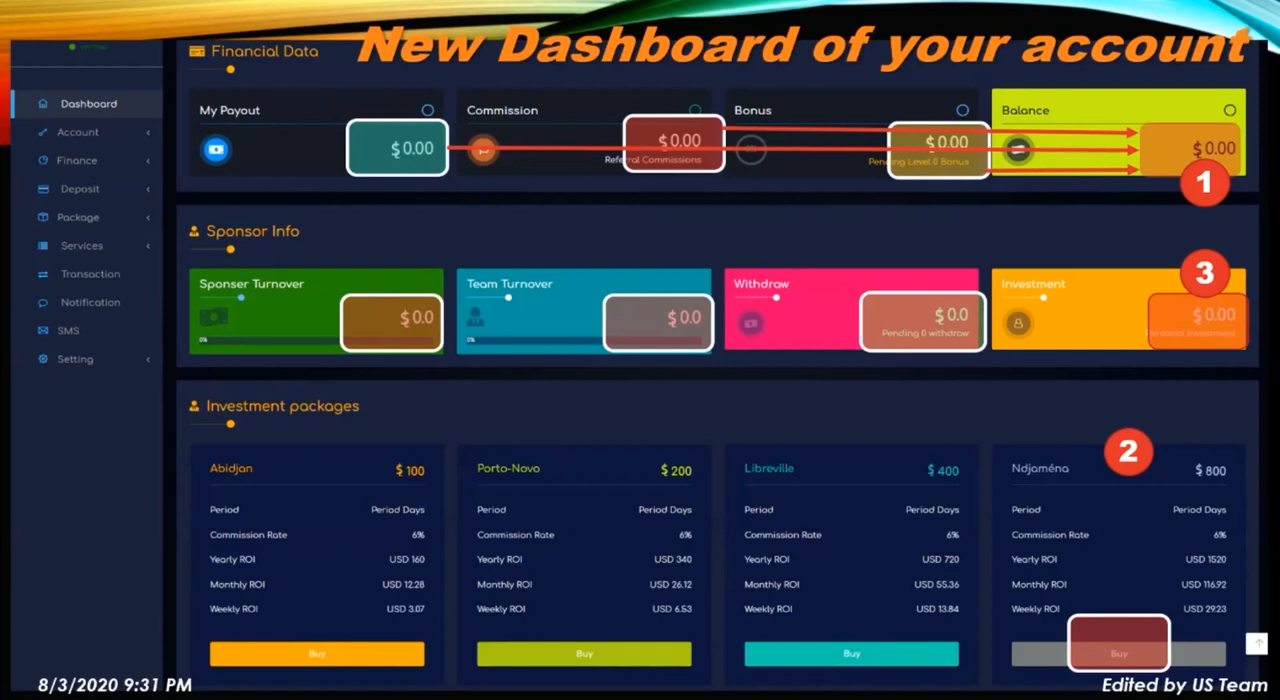 New Dashboard of your account
verified
Financial Data
Dashboard
Account
Finance
Deposit
Package
Services
Transaction
Notification
SMS
Setting
My Payout
$ 0.00
Commission
$ 0.00
Referral Commissions
Bonus
$ 0.00
Pending Level 0 Bonus
Balance
$ 0.00
1
Sponsor Info
Sponser Turnover
$ 0.0
0%
Team Turnover
$ 0.0
0%
Withdraw
$ 0.0
Pending 0 withdraw
3
Investment
$ 0.00
Personal Investment
Investment packages
2
Abidjan $ 100
Period Period Days
Commission Rate 6%
Yearly ROI USD 160
Monthly ROI USD 12.28
Weekly ROI USD 3.07
Buy
Porto-Novo $ 200
Period Period Days
Commission Rate 6%
Yearly ROI USD 340
Monthly ROI USD 26.12
Weekly ROI USD 6.53
Buy
Libreville $ 400
Period Period Days
Commission Rate 6%
Yearly ROI USD 720
Monthly ROI USD 55.36
Weekly ROI USD 13.84
Buy
Ndjaména $ 800
Period Period Days
Commission Rate 6%
Yearly ROI USD 1520
Monthly ROI USD 116.92
Weekly ROI USD 29.23
Buy
8/3/2020 9:31 PM
Edited by US Team